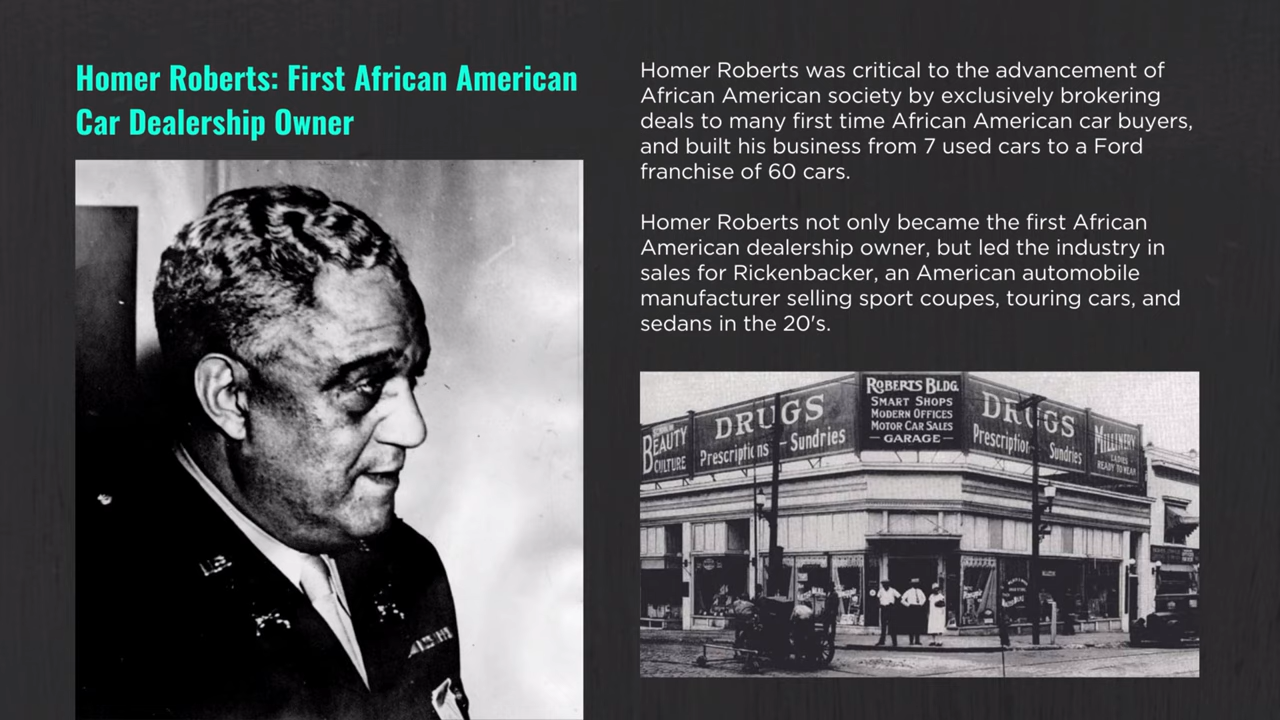 Homer Roberts: First African American
Car Dealership Owner
Homer Roberts was critical to the advancement of
African American society by exclusively brokering
deals to many first time African American car buyers,
and built his business from 7 used cars to a Ford
franchise of 60 cars.
Homer Roberts not only became the first African
American dealership owner, but led the industry in
sales for Rickenbacker, an American automobile
manufacturer selling sport coupes, touring cars, and
sedans in the 20's.
ROBERTS BLDG.
SMART SHOPS
MODERN OFFICES
MOTOR CAR SALES
— GARAGE —
BEAUTY
CULTURE
DRUGS
Prescriptions – Sundries
DRUGS
Prescription Sundries
MILLINERY
LADIES
READY TO WEAR
U.S.